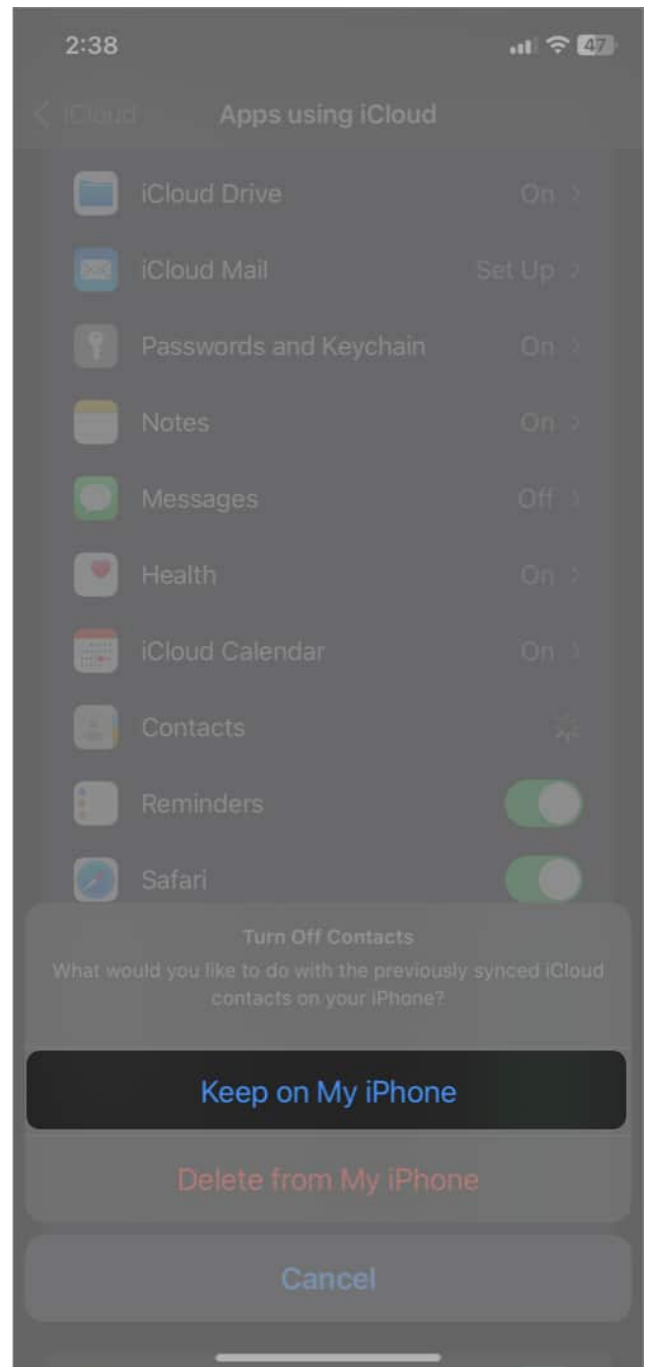 2:38
47
iCloud
Apps using iCloud
iCloud Drive
On
iCloud Mail
Set Up
Passwords and Keychain
On
Notes
On
Messages
Off
Health
On
iCloud Calendar
On
Contacts
Reminders
Safari
Turn Off Contacts
What would you like to do with the previously synced iCloud
contacts on your iPhone?
Keep on My iPhone
Delete from My iPhone
Cancel